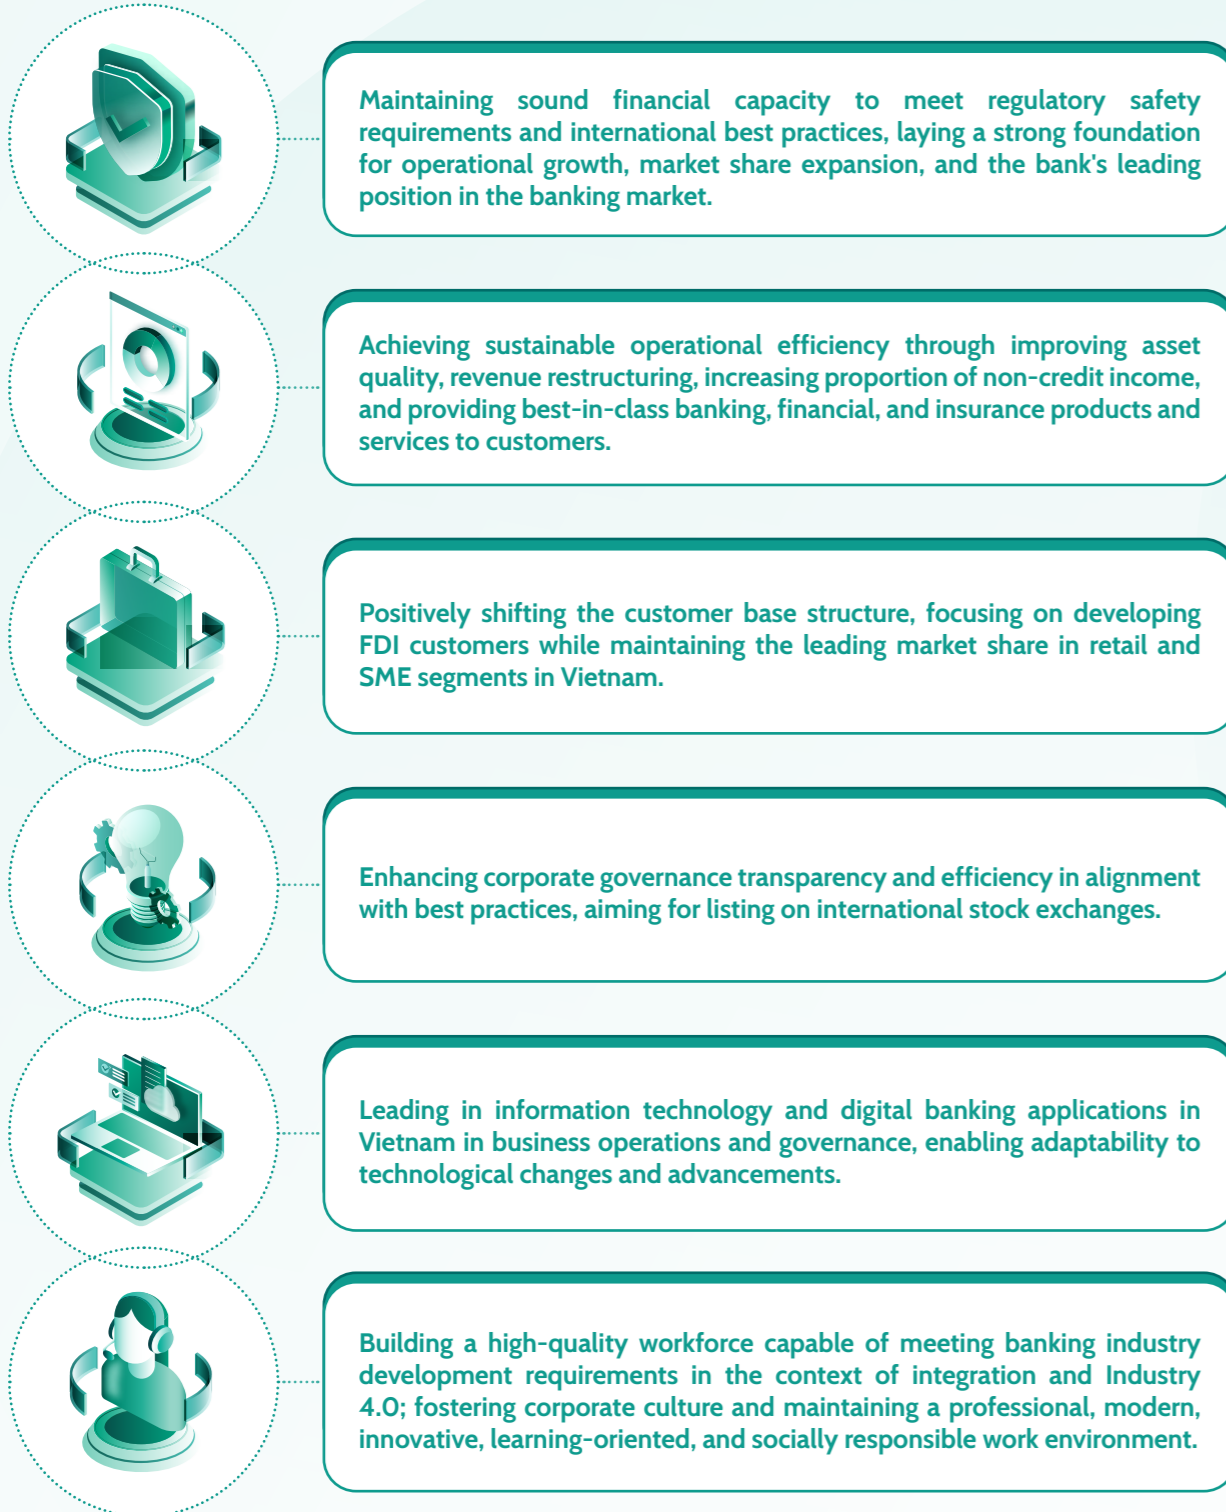 Maintaining sound financial capacity to meet regulatory safety
requirements and international best practices, laying a strong foundation
for operational growth, market share expansion, and the bank's leading
position in the banking market.
Achieving sustainable operational efficiency through improving asset
quality, revenue restructuring, increasing proportion of non-credit income,
and providing best-in-class banking, financial, and insurance products and
services to customers.
Positively shifting the customer base structure, focusing on developing
FDI customers while maintaining the leading market share in retail and
SME segments in Vietnam.
Enhancing corporate governance transparency and efficiency in alignment
with best practices, aiming for listing on international stock exchanges.
Leading in information technology and digital banking applications in
Vietnam in business operations and governance, enabling adaptability to
technological changes and advancements.
Building a high-quality workforce capable of meeting banking industry
development requirements in the context of integration and Industry
4.0; fostering corporate culture and maintaining a professional, modern,
innovative, learning-oriented, and socially responsible work environment.